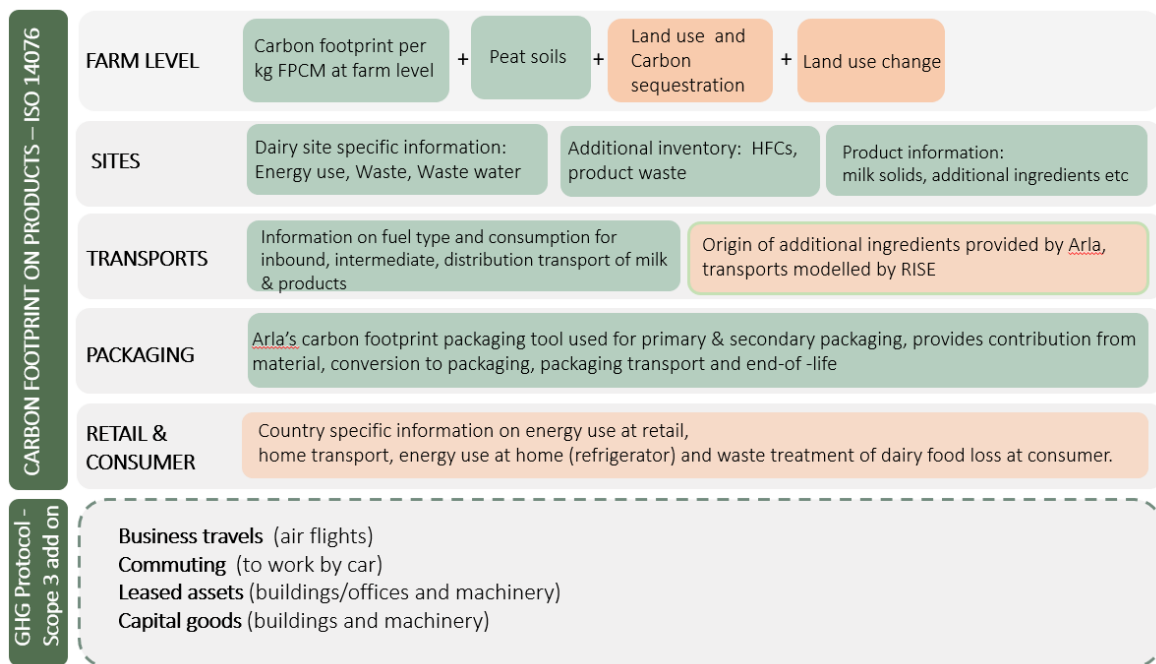 CARBON FOOTPRINT ON PRODUCTS – ISO 14076
FARM LEVEL
Carbon footprint per
kg FPCM at farm level
+
Peat soils
+
Land use and
Carbon
sequestration
+
Land use change
SITES
Dairy site specific information:
Energy use, Waste, Waste water
Additional inventory: HFCs,
product waste
Product information:
milk solids, additional ingredients etc
TRANSPORTS
Information on fuel type and consumption for
inbound, intermediate, distribution transport of milk
& products
Origin of additional ingredients provided by Arla,
transports modelled by RISE
PACKAGING
Arla's carbon footprint packaging tool used for primary & secondary packaging, provides contribution from
material, conversion to packaging, packaging transport and end-of -life
RETAIL &
CONSUMER
Country specific information on energy use at retail,
home transport, energy use at home (refrigerator) and waste treatment of dairy food loss at consumer.
GHG Protocol -
Scope 3 add on
Business travels (air flights)
Commuting (to work by car)
Leased assets (buildings/offices and machinery)
Capital goods (buildings and machinery)